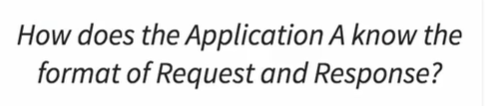 How does the Application A know the
format of Request and Response?